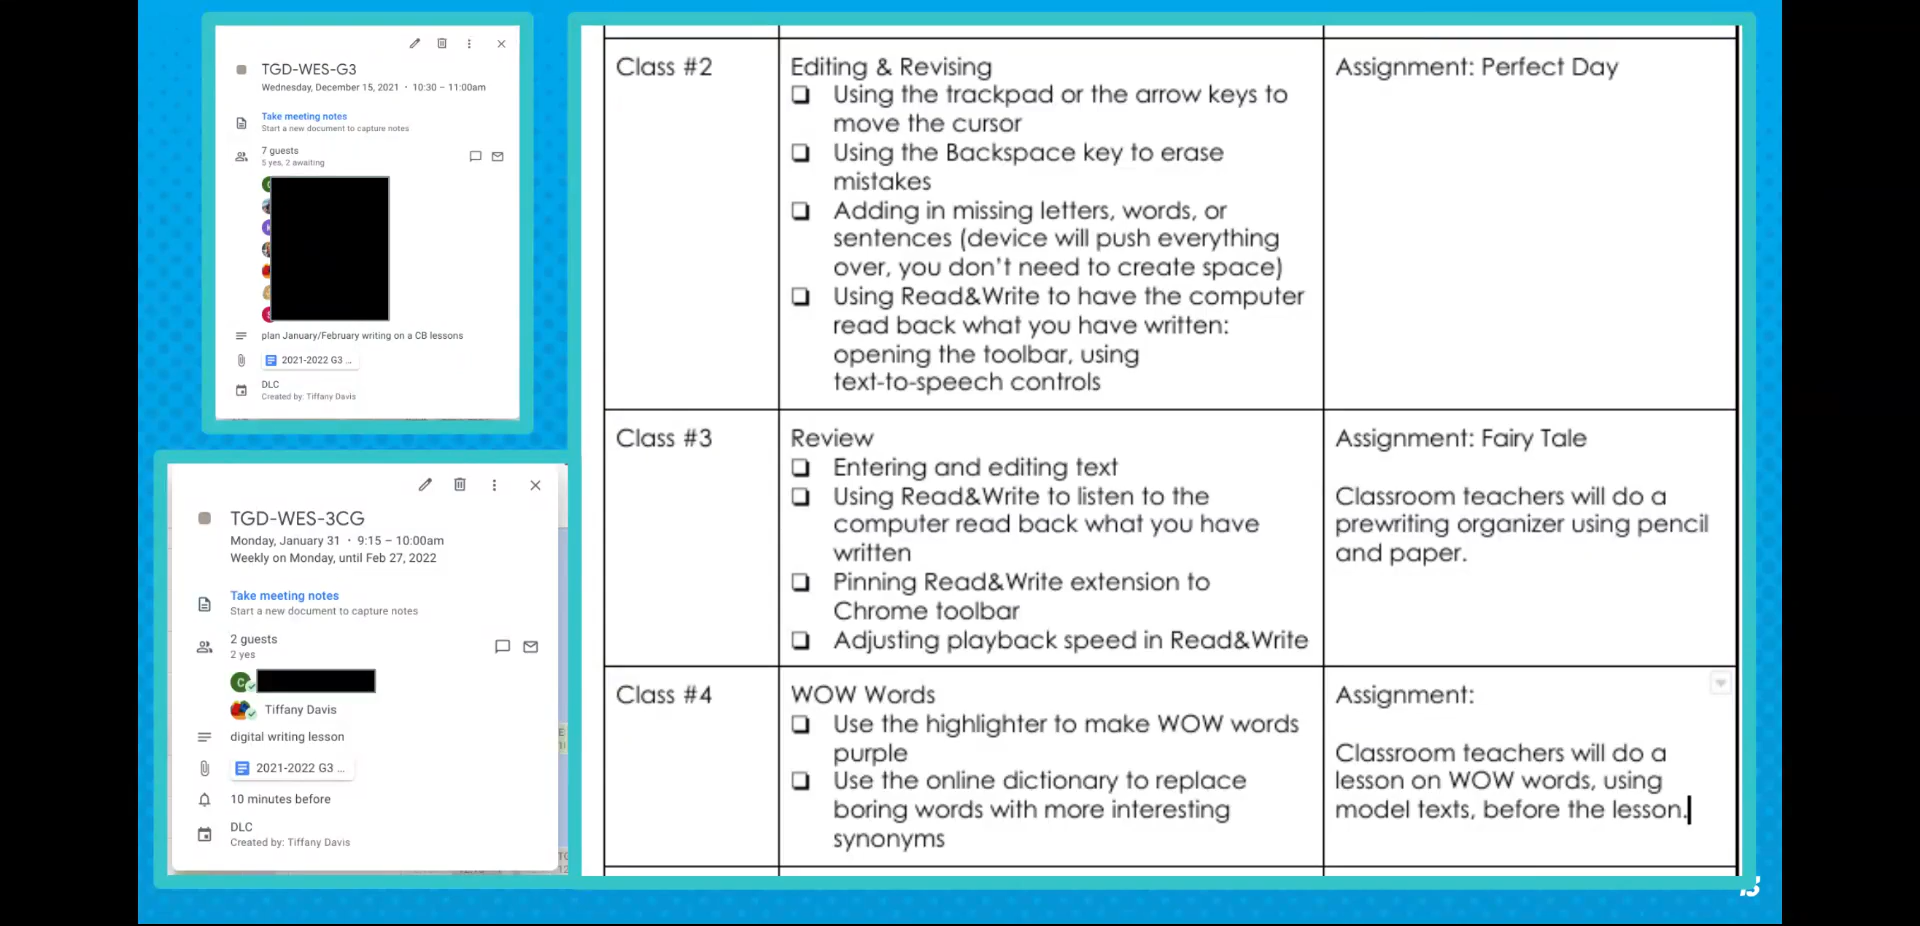 TGD-WES-G3
Wednesday, December 15, 2021 • 10:30 – 11:00am
Take meeting notes
Start a new document to capture notes
7 guests
5 yes, 2 awaiting
plan January/February writing on a CB lessons
2021-2022 G3 ...
DLC
Created by: Tiffany Davis
TGD-WES-3CG
Monday, January 31 • 9:15 – 10:00am
Weekly on Monday, until Feb 27, 2022
Take meeting notes
Start a new document to capture notes
2 guests
2 yes
C
Tiffany Davis
digital writing lesson
2021-2022 G3 ...
10 minutes before
DLC
Created by: Tiffany Davis
Class #2
Editing & Revising
Using the trackpad or the arrow keys to
move the cursor
Using the Backspace key to erase
mistakes
Adding in missing letters, words, or
sentences (device will push everything
over, you don't need to create space)
Using Read&Write to have the computer
read back what you have written:
opening the toolbar, using
text-to-speech controls
Assignment: Perfect Day
Class #3
Review
Entering and editing text
Using Read&Write to listen to the
computer read back what you have
written
Pinning Read&Write extension to
Chrome toolbar
Adjusting playback speed in Read&Write
Assignment: Fairy Tale
Classroom teachers will do a
prewriting organizer using pencil
and paper.
Class #4
WOW Words
Use the highlighter to make WOW words
purple
Use the online dictionary to replace
boring words with more interesting
synonyms
Assignment:
Classroom teachers will do a
lesson on WOW words, using
model texts, before the lesson.